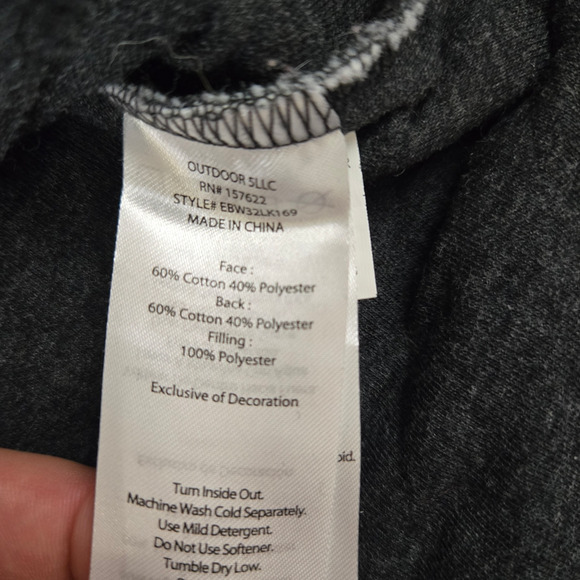 OUTDOOR 5LLC
RN# 157622
STYLE# EBW32LK169
MADE IN CHINA
Face :
60% Cotton 40% Polyester
Back :
60% Cotton 40% Polyester
Filling :
100% Polyester
Exclusive of Decoration
oid.
Turn Inside Out.
Machine Wash Cold Separately.
Use Mild Detergent.
Do Not Use Softener.
Tumble Dry Low.